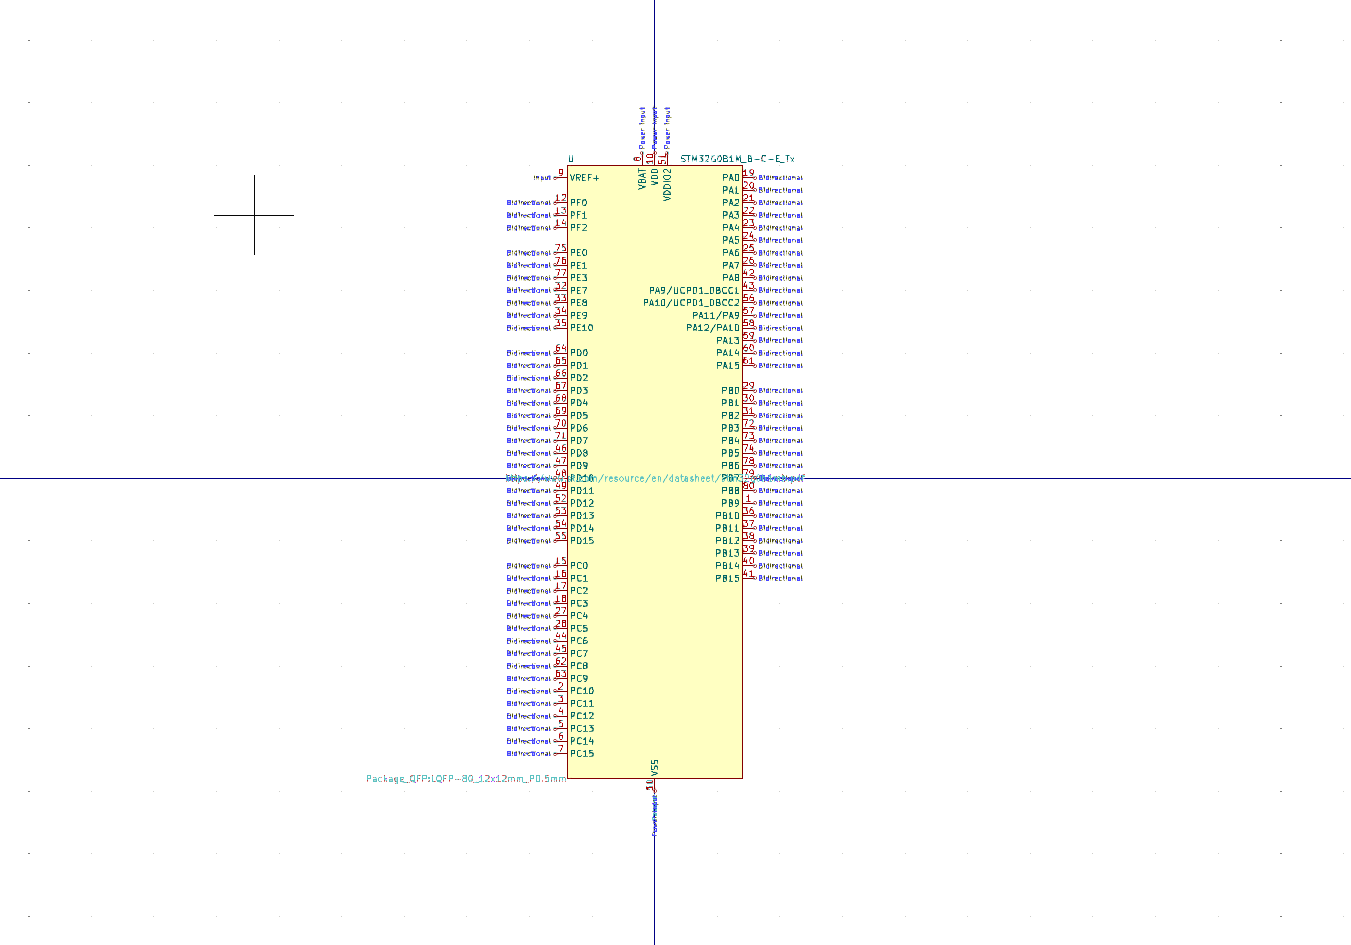 Power Input
Power Input
Power Input
8
10
51
U
STM32G0B1M_B-C-E_Tx
VBAT
VDD
VDDIO2
Input 9 VREF+
Bidirectional 12 PF0
Bidirectional 13 PF1
Bidirectional 14 PF2
Bidirectional 75 PE0
Bidirectional 76 PE1
Bidirectional 77 PE3
Bidirectional 32 PE7
Bidirectional 33 PE8
Bidirectional 34 PE9
Bidirectional 35 PE10
Bidirectional 64 PD0
Bidirectional 65 PD1
Bidirectional 66 PD2
Bidirectional 67 PD3
Bidirectional 68 PD4
Bidirectional 69 PD5
Bidirectional 70 PD6
Bidirectional 71 PD7
Bidirectional 46 PD8
Bidirectional 47 PD9
48 PD10
Bidirectional 49 PD11
Bidirectional 52 PD12
Bidirectional 53 PD13
Bidirectional 54 PD14
Bidirectional 55 PD15
Bidirectional 15 PC0
Bidirectional 16 PC1
Bidirectional 17 PC2
Bidirectional 18 PC3
Bidirectional 27 PC4
Bidirectional 28 PC5
Bidirectional 44 PC6
Bidirectional 45 PC7
Bidirectional 62 PC8
Bidirectional 63 PC9
Bidirectional 2 PC10
Bidirectional 3 PC11
Bidirectional 4 PC12
Bidirectional 5 PC13
Bidirectional 6 PC14
Bidirectional 7 PC15
PA0 19 Bidirectional
PA1 20 Bidirectional
PA2 21 Bidirectional
PA3 22 Bidirectional
PA4 23 Bidirectional
PA5 24 Bidirectional
PA6 25 Bidirectional
PA7 26 Bidirectional
PA8 42 Bidirectional
PA9/UCPD1_DBCC1 43 Bidirectional
PA10/UCPD1_DBCC2 56 Bidirectional
PA11/PA9 57 Bidirectional
PA12/PA10 58 Bidirectional
PA13 59 Bidirectional
PA14 60 Bidirectional
PA15 61 Bidirectional
PB0 29 Bidirectional
PB1 30 Bidirectional
PB2 31 Bidirectional
PB3 72 Bidirectional
PB4 73 Bidirectional
PB5 74 Bidirectional
PB6 78 Bidirectional
PB7 79
/resource/en/datasheet/
PB8 80 Bidirectional
PB9 1 Bidirectional
PB10 36 Bidirectional
PB11 37 Bidirectional
PB12 38 Bidirectional
PB13 39 Bidirectional
PB14 40 Bidirectional
PB15 41 Bidirectional
VSS
Package_QFP:LQFP-80_12x12mm_P0.5mm
Power Input